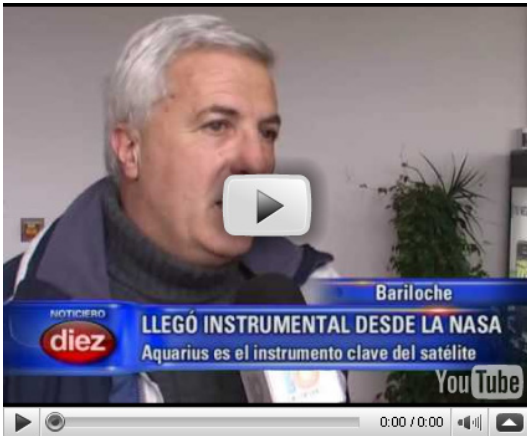 Bariloche
NOTICIERO
diez
LLEGÓ INSTRUMENTAL DESDE LA NASA
Aquarius es el instrumento clave del satélite
YouTube
0:00 / 0:00